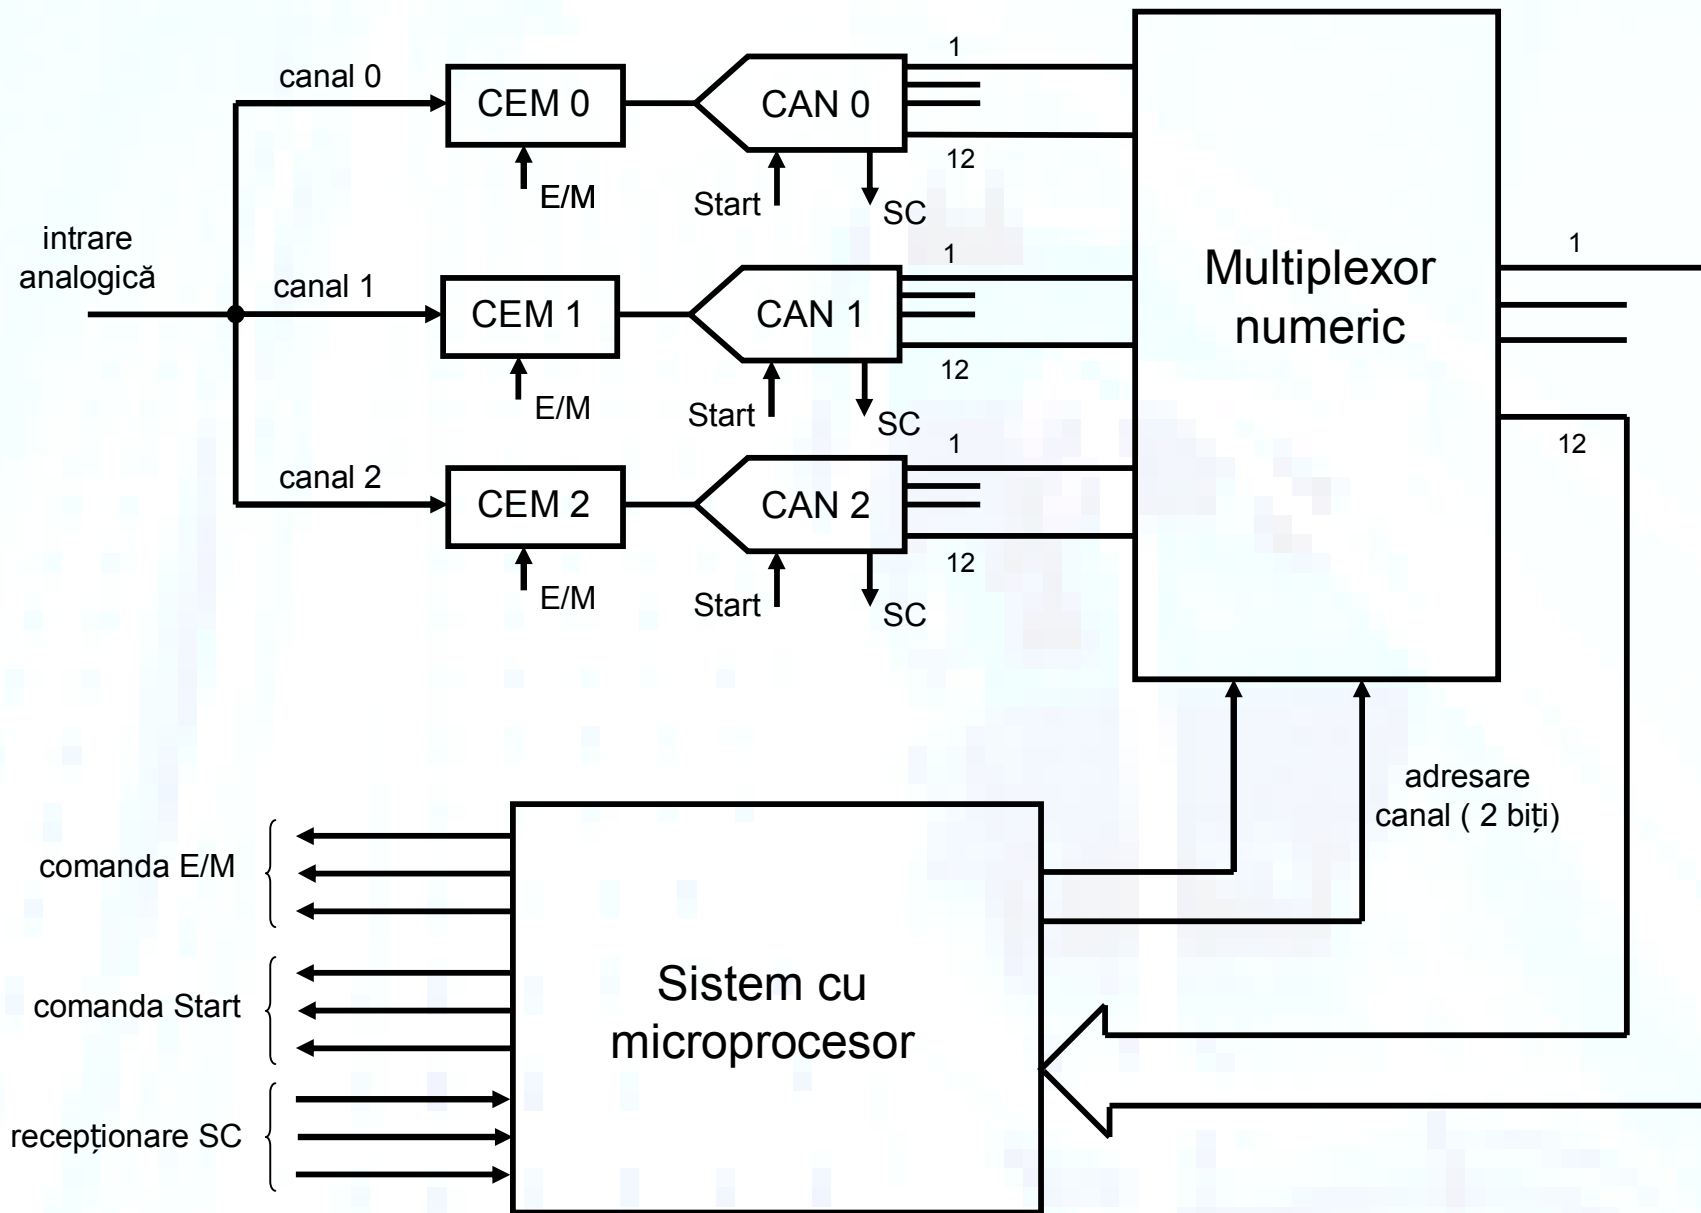 canal 0
CEM 0
E/M
CAN 0
Start
SC
1
12
intrare
analogică
canal 1
CEM 1
E/M
CAN 1
Start
SC
1
12
canal 2
CEM 2
E/M
CAN 2
Start
SC
1
12
Multiplexor
numeric
1
12
adresare
canal ( 2 biți)
comanda E/M
comanda Start
recepționare SC
Sistem cu
microprocesor